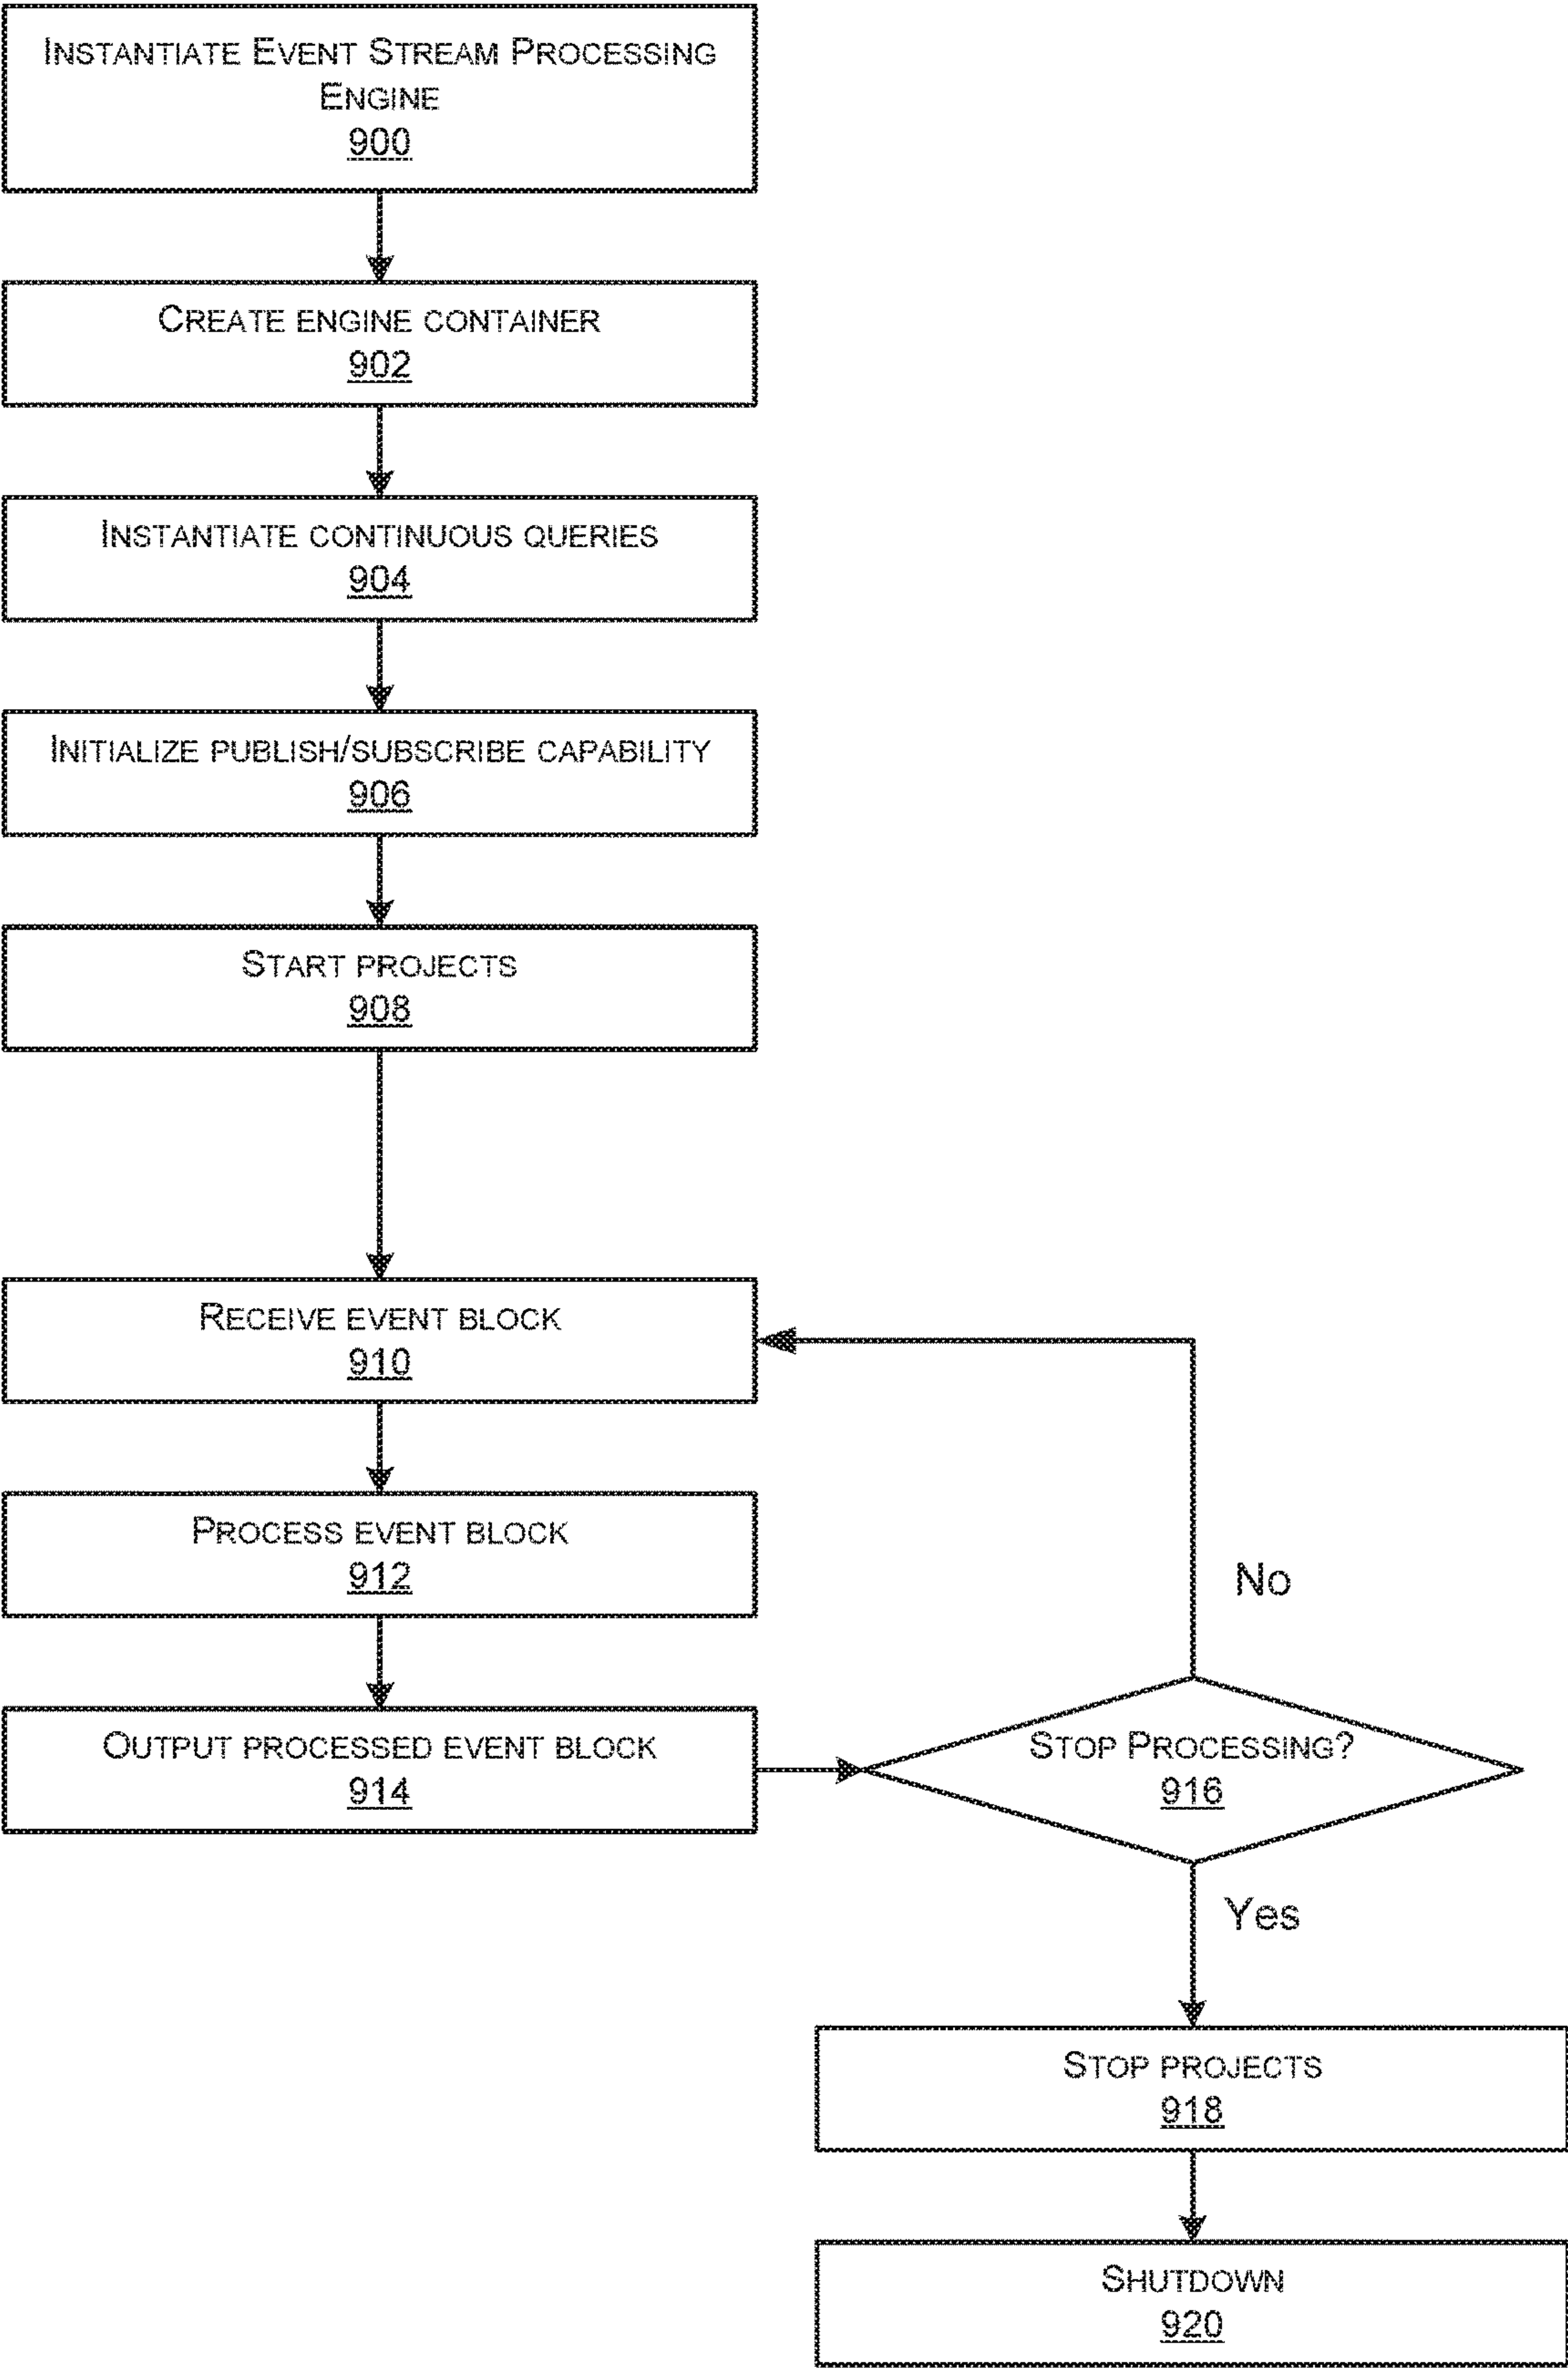 INSTANTIATE EVENT STREAM PROCESSING
ENGINE
900
CREATE ENGINE CONTAINER
902
INSTANTIATE CONTINUOUS QUERIES
904
INITIALIZE PUBLISH/SUBSCRIBE CAPABILITY
906
START PROJECTS
908
RECEIVE EVENT BLOCK
910
PROCESS EVENT BLOCK
912
No
OUTPUT PROCESSED EVENT BLOCK
914
STOP PROCESSING?
916
Yes
STOP PROJECTS
918
SHUTDOWN
920